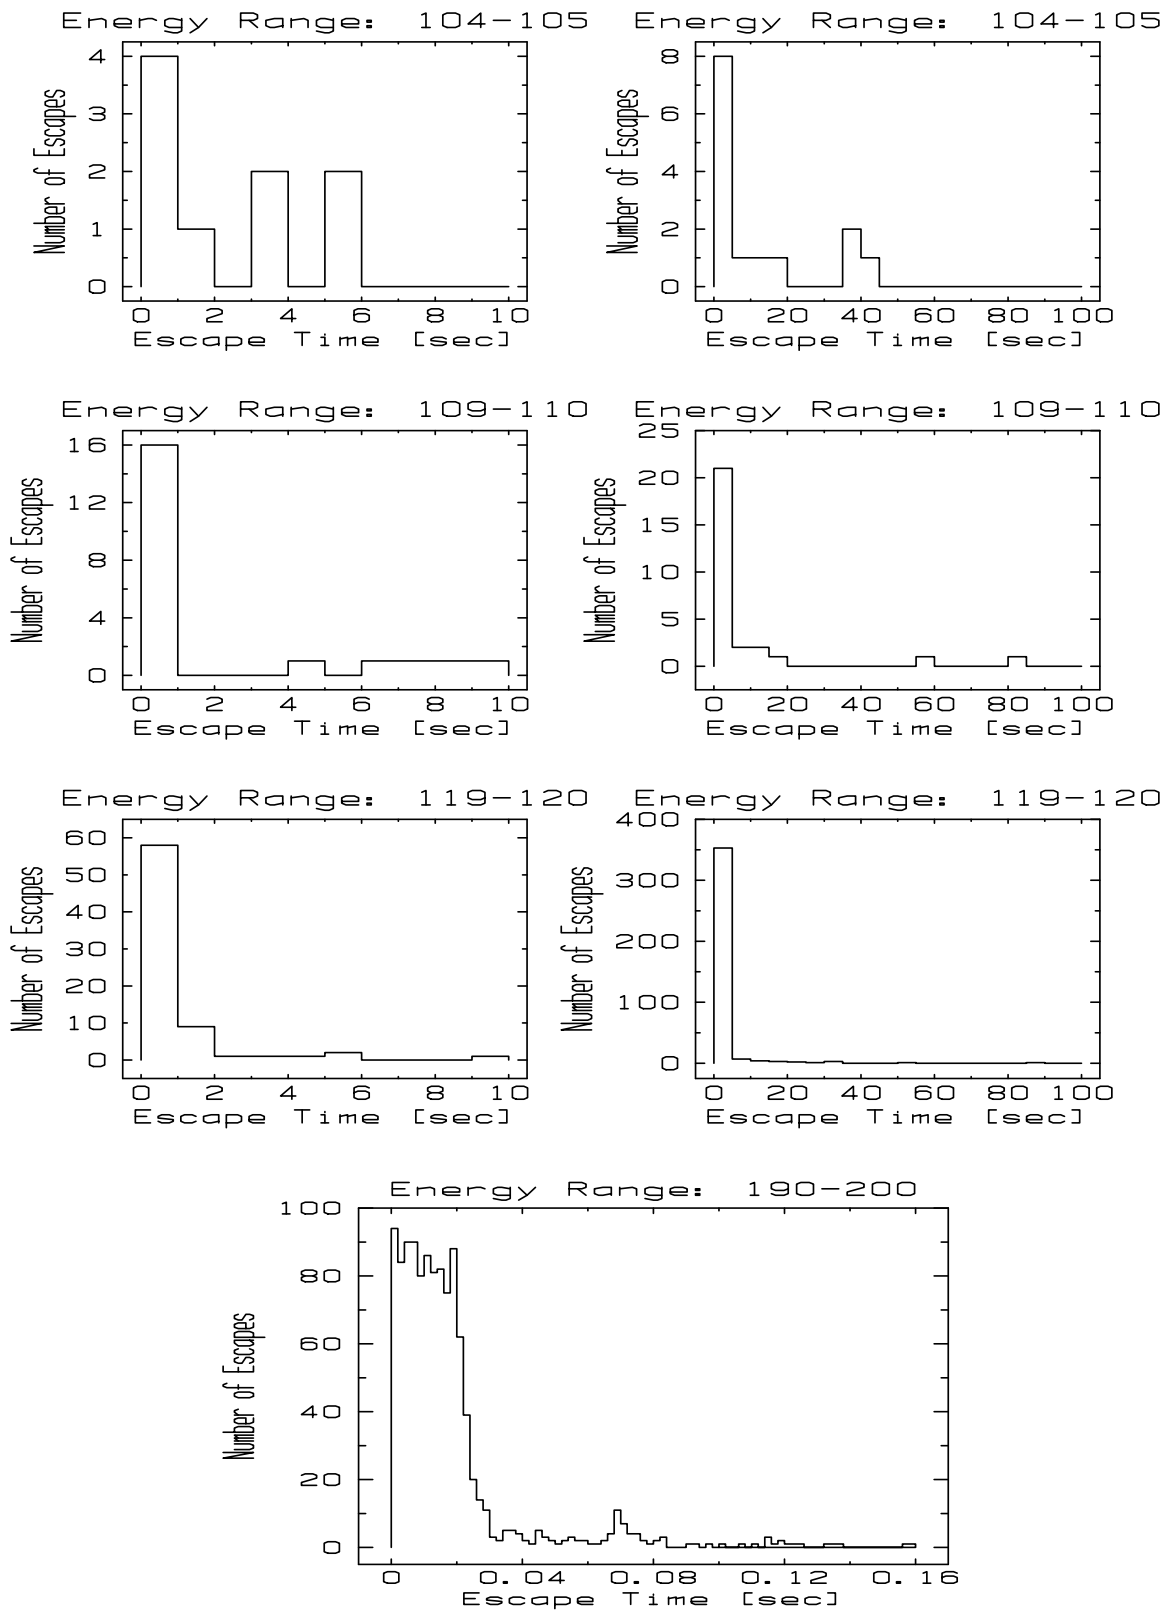 Energy Range: 104-105
Number of Escapes
4
3
2
1
0
0 2 4 6 8 10
Escape Time [sec]
Energy Range: 104-105
Number of Escapes
8
6
4
2
0
0 20 40 60 80 100
Escape Time [sec]
Energy Range: 109-110
Number of Escapes
16
12
8
4
0
0 2 4 6 8 10
Escape Time [sec]
Energy Range: 109-110
Number of Escapes
25
20
15
10
5
0
0 20 40 60 80 100
Escape Time [sec]
Energy Range: 119-120
Number of Escapes
60
50
40
30
20
10
0
0 2 4 6 8 10
Escape Time [sec]
Energy Range: 119-120
Number of Escapes
400
300
200
100
0
0 20 40 60 80 100
Escape Time [sec]
Energy Range: 190-200
Number of Escapes
100
80
60
40
20
0
0 0.04 0.08 0.12 0.16
Escape Time [sec]